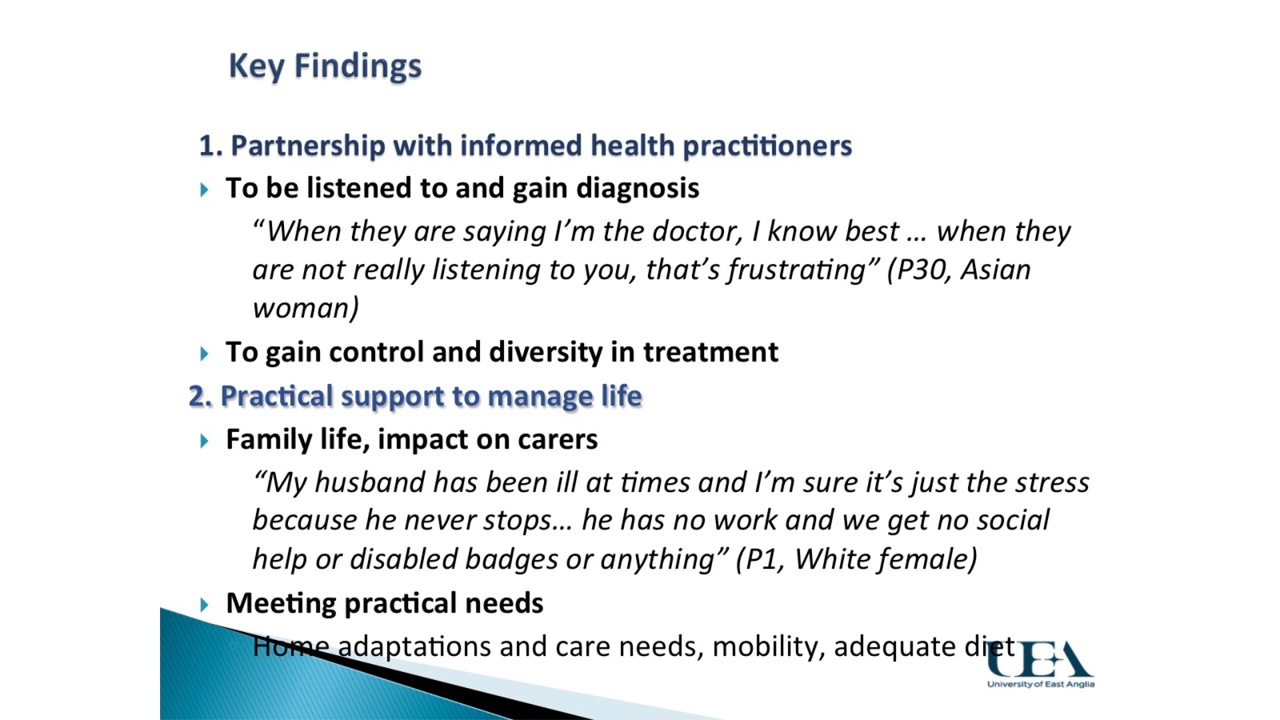 Key Findings
1. Partnership with informed health practitioners
To be listened to and gain diagnosis
“When they are saying I’m the doctor, I know best … when they
are not really listening to you, that’s frustrating” (P30, Asian
woman)
To gain control and diversity in treatment
2. Practical support to manage life
Family life, impact on carers
“My husband has been ill at times and I’m sure it’s just the stress
because he never stops… he has no work and we get no social
help or disabled badges or anything” (P1, White female)
Meeting practical needs
Home adaptations and care needs, mobility, adequate diet
UEA
University of East Anglia